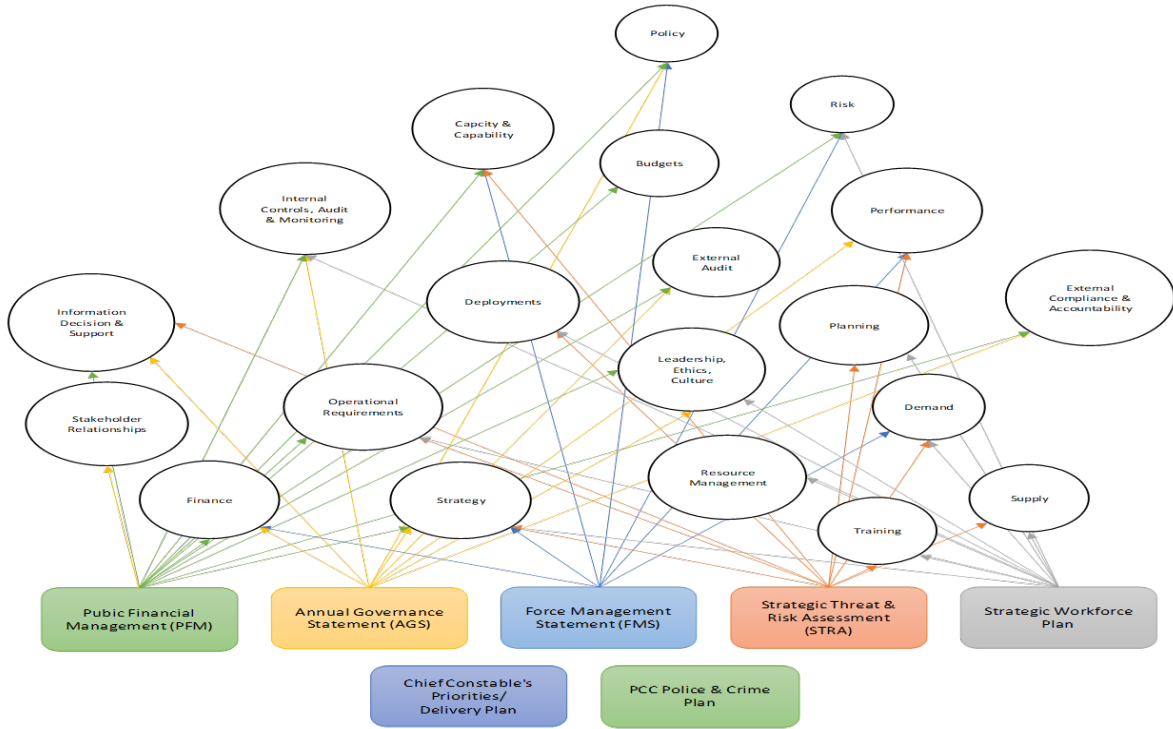 Policy
Risk
Capcity &
Capability
Budgets
Internal
Controls, Audit
& Monitoring
Performance
External
Audit
Deployments
External
Compliance &
Accountability
Information
Decision &
Support
Planning
Leadership,
Ethics,
Culture
Operational
Requirements
Demand
Stakeholder
Relationships
Resource
Management
Finance
Strategy
Supply
Training
Pubic Financial
Management (PFM)
Annual Governance
Statement (AGS)
Force Management
Statement (FMS)
Strategic Threat &
Risk Assessment
(STRA)
Strategic Workforce
Plan
Chief Constable's
Priorities/
Delivery Plan
PCC Police & Crime
Plan